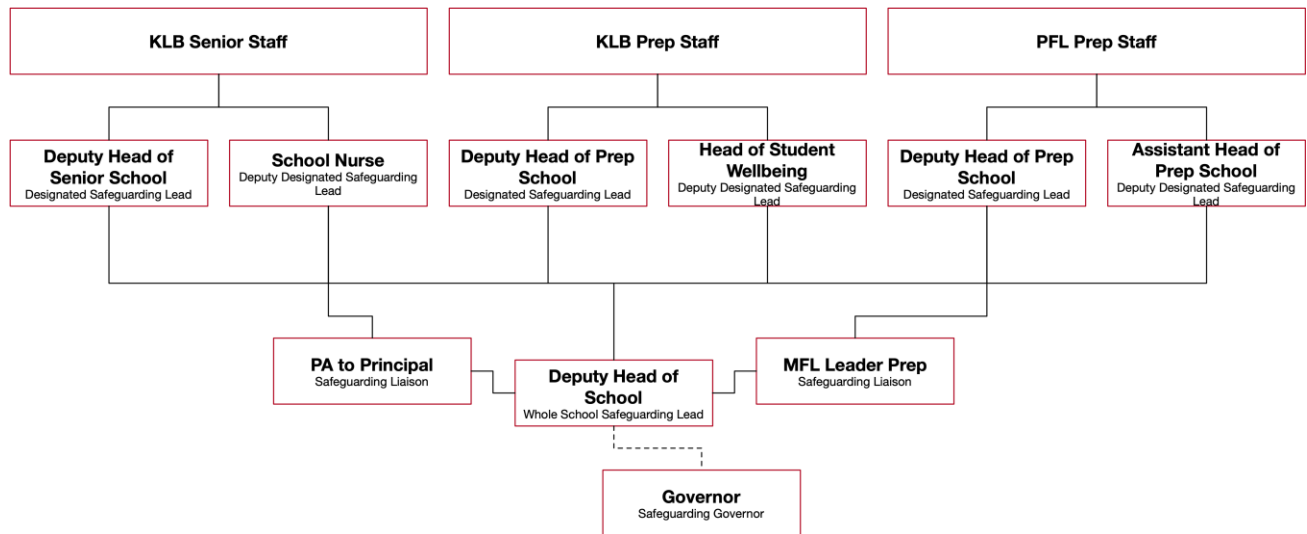 KLB Senior Staff
KLB Prep Staff
PFL Prep Staff
Deputy Head of
Senior School
Designated Safeguarding Lead
School Nurse
Deputy Designated Safeguarding
Lead
Deputy Head of Prep
School
Designated Safeguarding Lead
Head of Student
Wellbeing
Deputy Designated Safeguarding
Lead
Deputy Head of Prep
School
Designated Safeguarding Lead
Assistant Head of
Prep School
Deputy Designated Safeguarding
Lead
PA to Principal
Safeguarding Liaison
Deputy Head of
School
Whole School Safeguarding Lead
MFL Leader Prep
Safeguarding Liaison
Governor
Safeguarding Governor